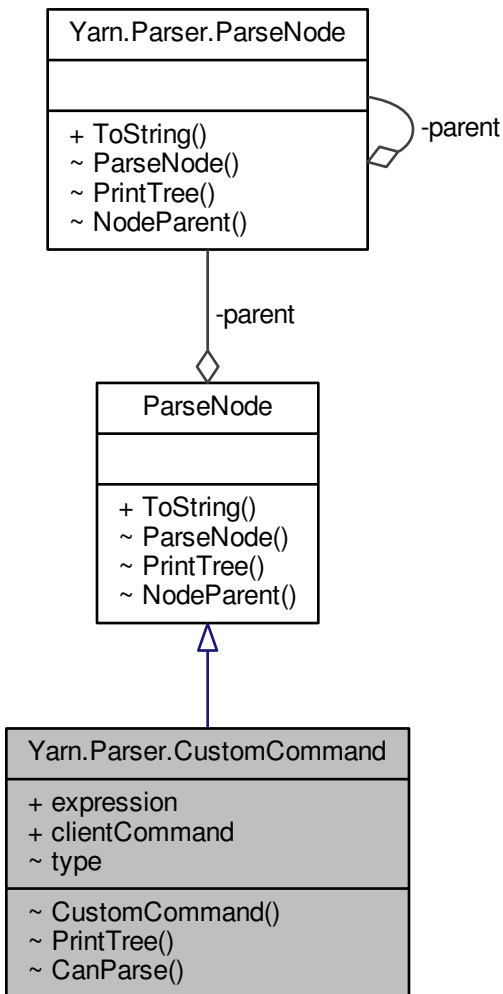 Yarn.Parser.ParseNode
+ ToString()
~ ParseNode()
~ PrintTree()
~ NodeParent()
-parent
-parent
ParseNode
+ ToString()
~ ParseNode()
~ PrintTree()
~ NodeParent()
Yarn.Parser.CustomCommand
+ expression
+ clientCommand
~ type
~ CustomCommand()
~ PrintTree()
~ CanParse()